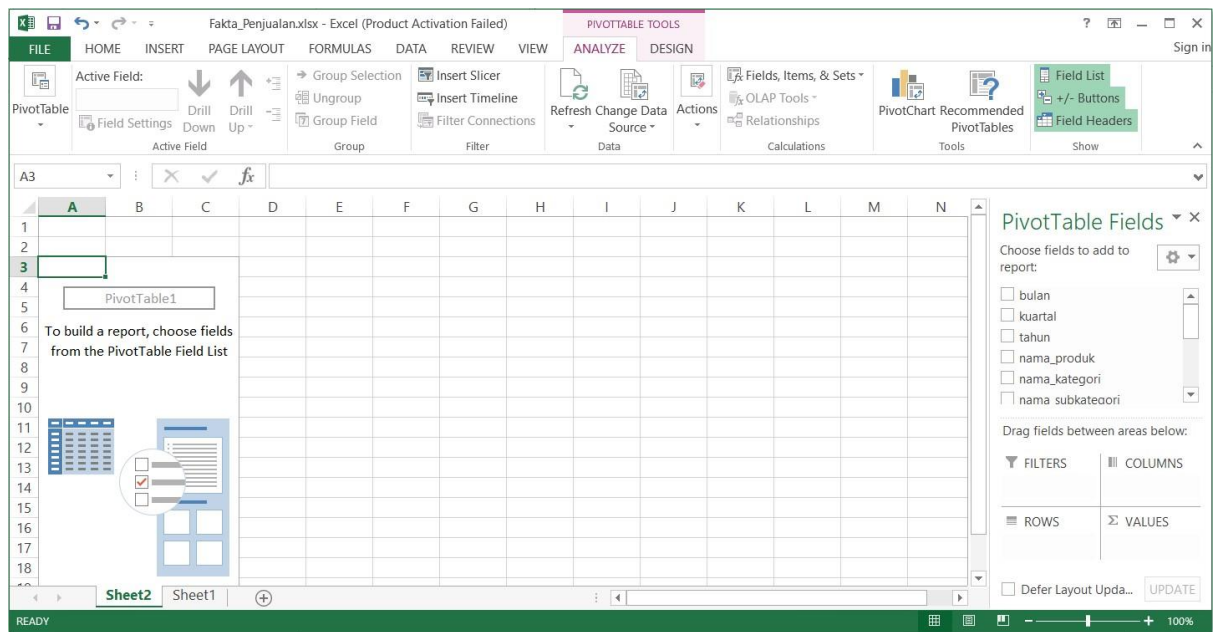 Fakta_Penjualan.xlsx - Excel (Product Activation Failed)
PIVOTTABLE TOOLS
?
FILE HOME INSERT PAGE LAYOUT FORMULAS DATA REVIEW VIEW ANALYZE DESIGN Sign in
PivotTable
Active Field:
Field Settings
Drill Down
Drill Up
Active Field
Group Selection
Ungroup
Group Field
Group
Insert Slicer
Insert Timeline
Filter Connections
Filter
Refresh
Change Data Source
Data
Actions
Fields, Items, & Sets
OLAP Tools
Relationships
Calculations
PivotChart
Recommended PivotTables
Tools
Field List
+/- Buttons
Field Headers
Show
A3
fx
A B C D E F G H I J K L M N
1
2
3
4
5
6
7
8
9
10
11
12
13
14
15
16
17
18
PivotTable1
To build a report, choose fields
from the PivotTable Field List
PivotTable Fields
Choose fields to add to
report:
bulan
kuartal
tahun
nama_produk
nama_kategori
nama_subkategori
Drag fields between areas below:
FILTERS
COLUMNS
ROWS
Σ VALUES
Defer Layout Upda...
UPDATE
Sheet2 Sheet1
READY
100%